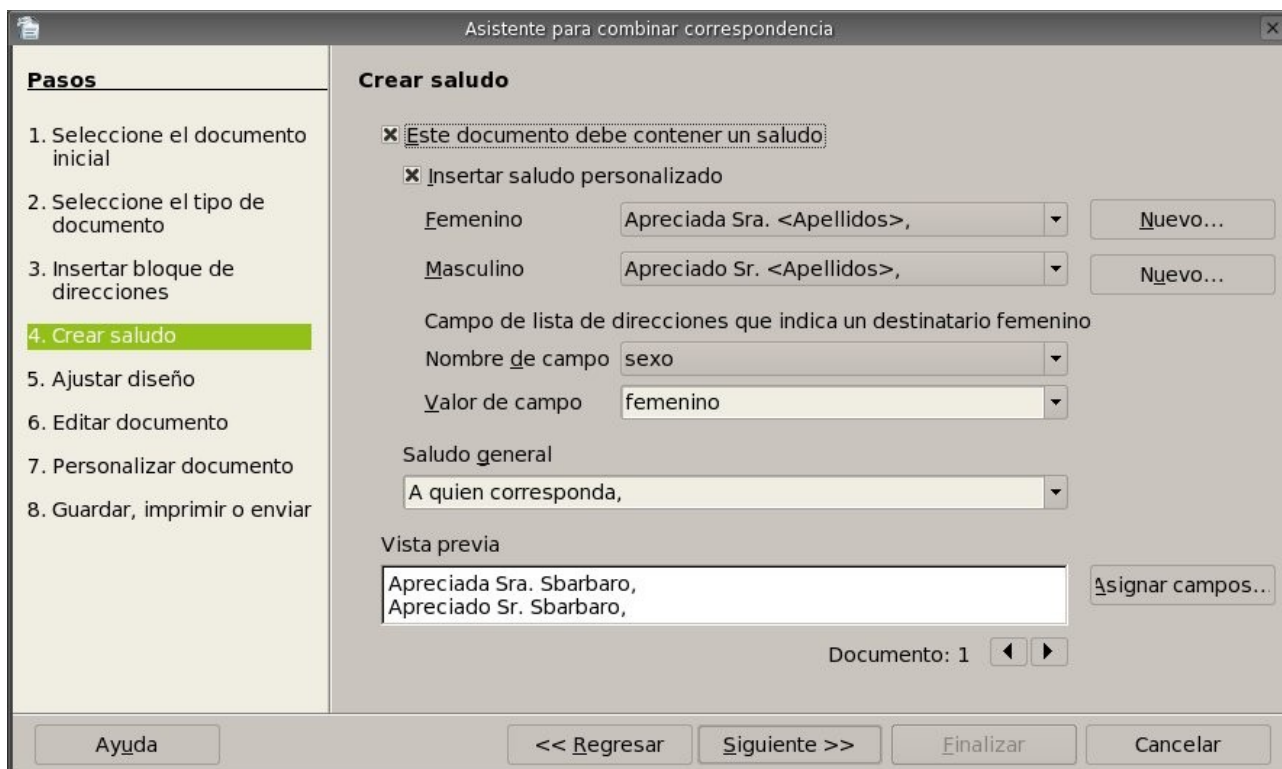 Asistente para combinar correspondencia
Pasos
1. Seleccione el documento
inicial
2. Seleccione el tipo de
documento
3. Insertar bloque de
direcciones
4. Crear saludo
5. Ajustar diseño
6. Editar documento
7. Personalizar documento
8. Guardar, imprimir o enviar
Crear saludo
Este documento debe contener un saludo
Insertar saludo personalizado
Femenino Apreciada Sra. <Apellidos>, Nuevo...
Masculino Apreciado Sr. <Apellidos>, Nuevo...
Campo de lista de direcciones que indica un destinatario femenino
Nombre de campo sexo
Valor de campo femenino
Saludo general
A quien corresponda,
Vista previa
Apreciada Sra. Sbarbaro,
Apreciado Sr. Sbarbaro,
Asignar campos...
Documento: 1
Ayuda << Regresar Siguiente >> Finalizar Cancelar